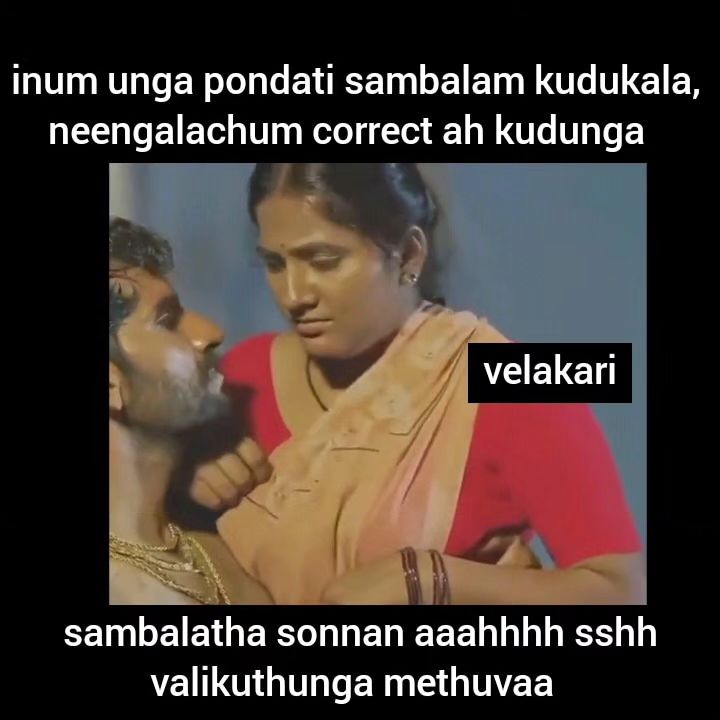 inum unga pondati sambalam kudukala,
neengalachum correct ah kudunga
velakari
sambalatha sonnan aaahhhh sshh
valikuthunga methuvaa